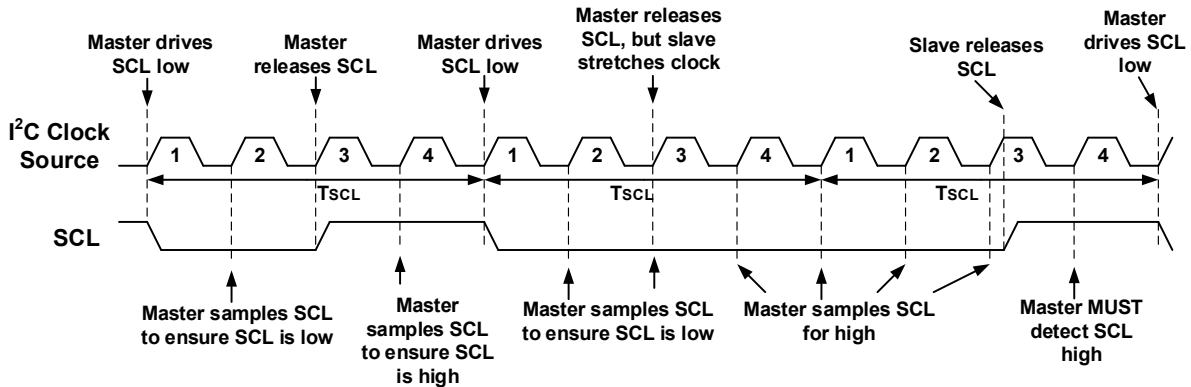 Master drives
SCL low
Master
releases SCL
Master drives
SCL low
Master releases
SCL, but slave
stretches clock
Slave releases
SCL
Master
drives SCL
low
I²C Clock
Source
1 2 3 4 1 2 3 4 1 2 3 4
TSCL TSCL TSCL
SCL
Master samples SCL
to ensure SCL is low
Master
samples SCL
to ensure SCL
is high
Master samples SCL
to ensure SCL is low
Master samples SCL
for high
Master MUST
detect SCL
high